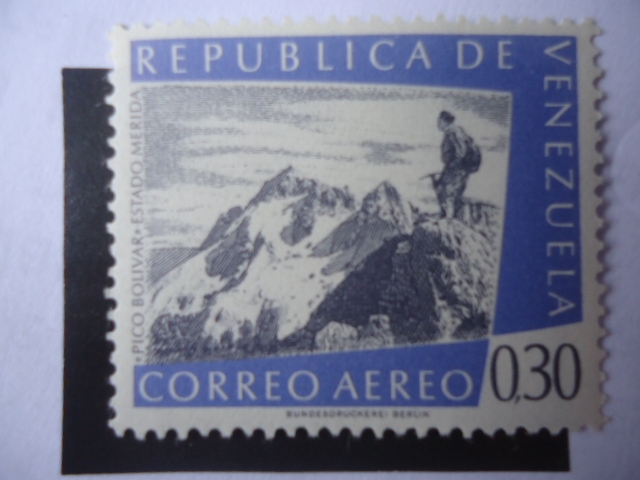 REPUBLICA DE
VENEZUELA
•PICO BOLIVAR•ESTADO MERIDA
CORREO AEREO
0,30
BUNDESDRUCKEREI BERLIN